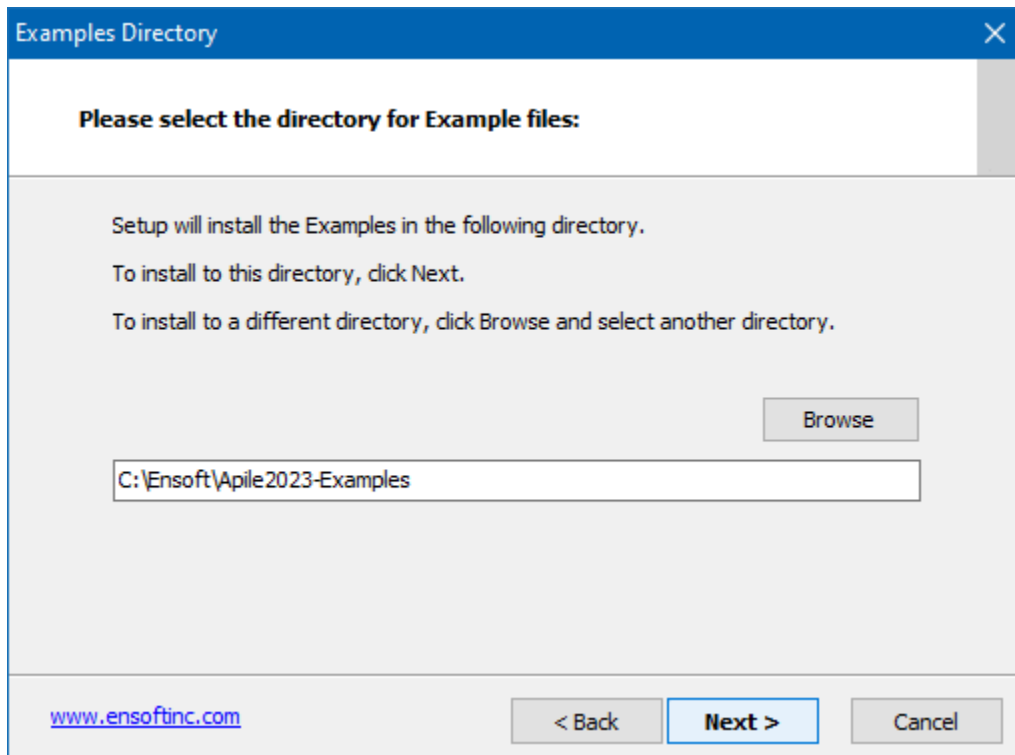 Examples Directory
Please select the directory for Example files:
Setup will install the Examples in the following directory.
To install to this directory, click Next.
To install to a different directory, click Browse and select another directory.
Browse
C:\Ensoft\Apile2023-Examples
www.ensoftinc.com
< Back
Next >
Cancel